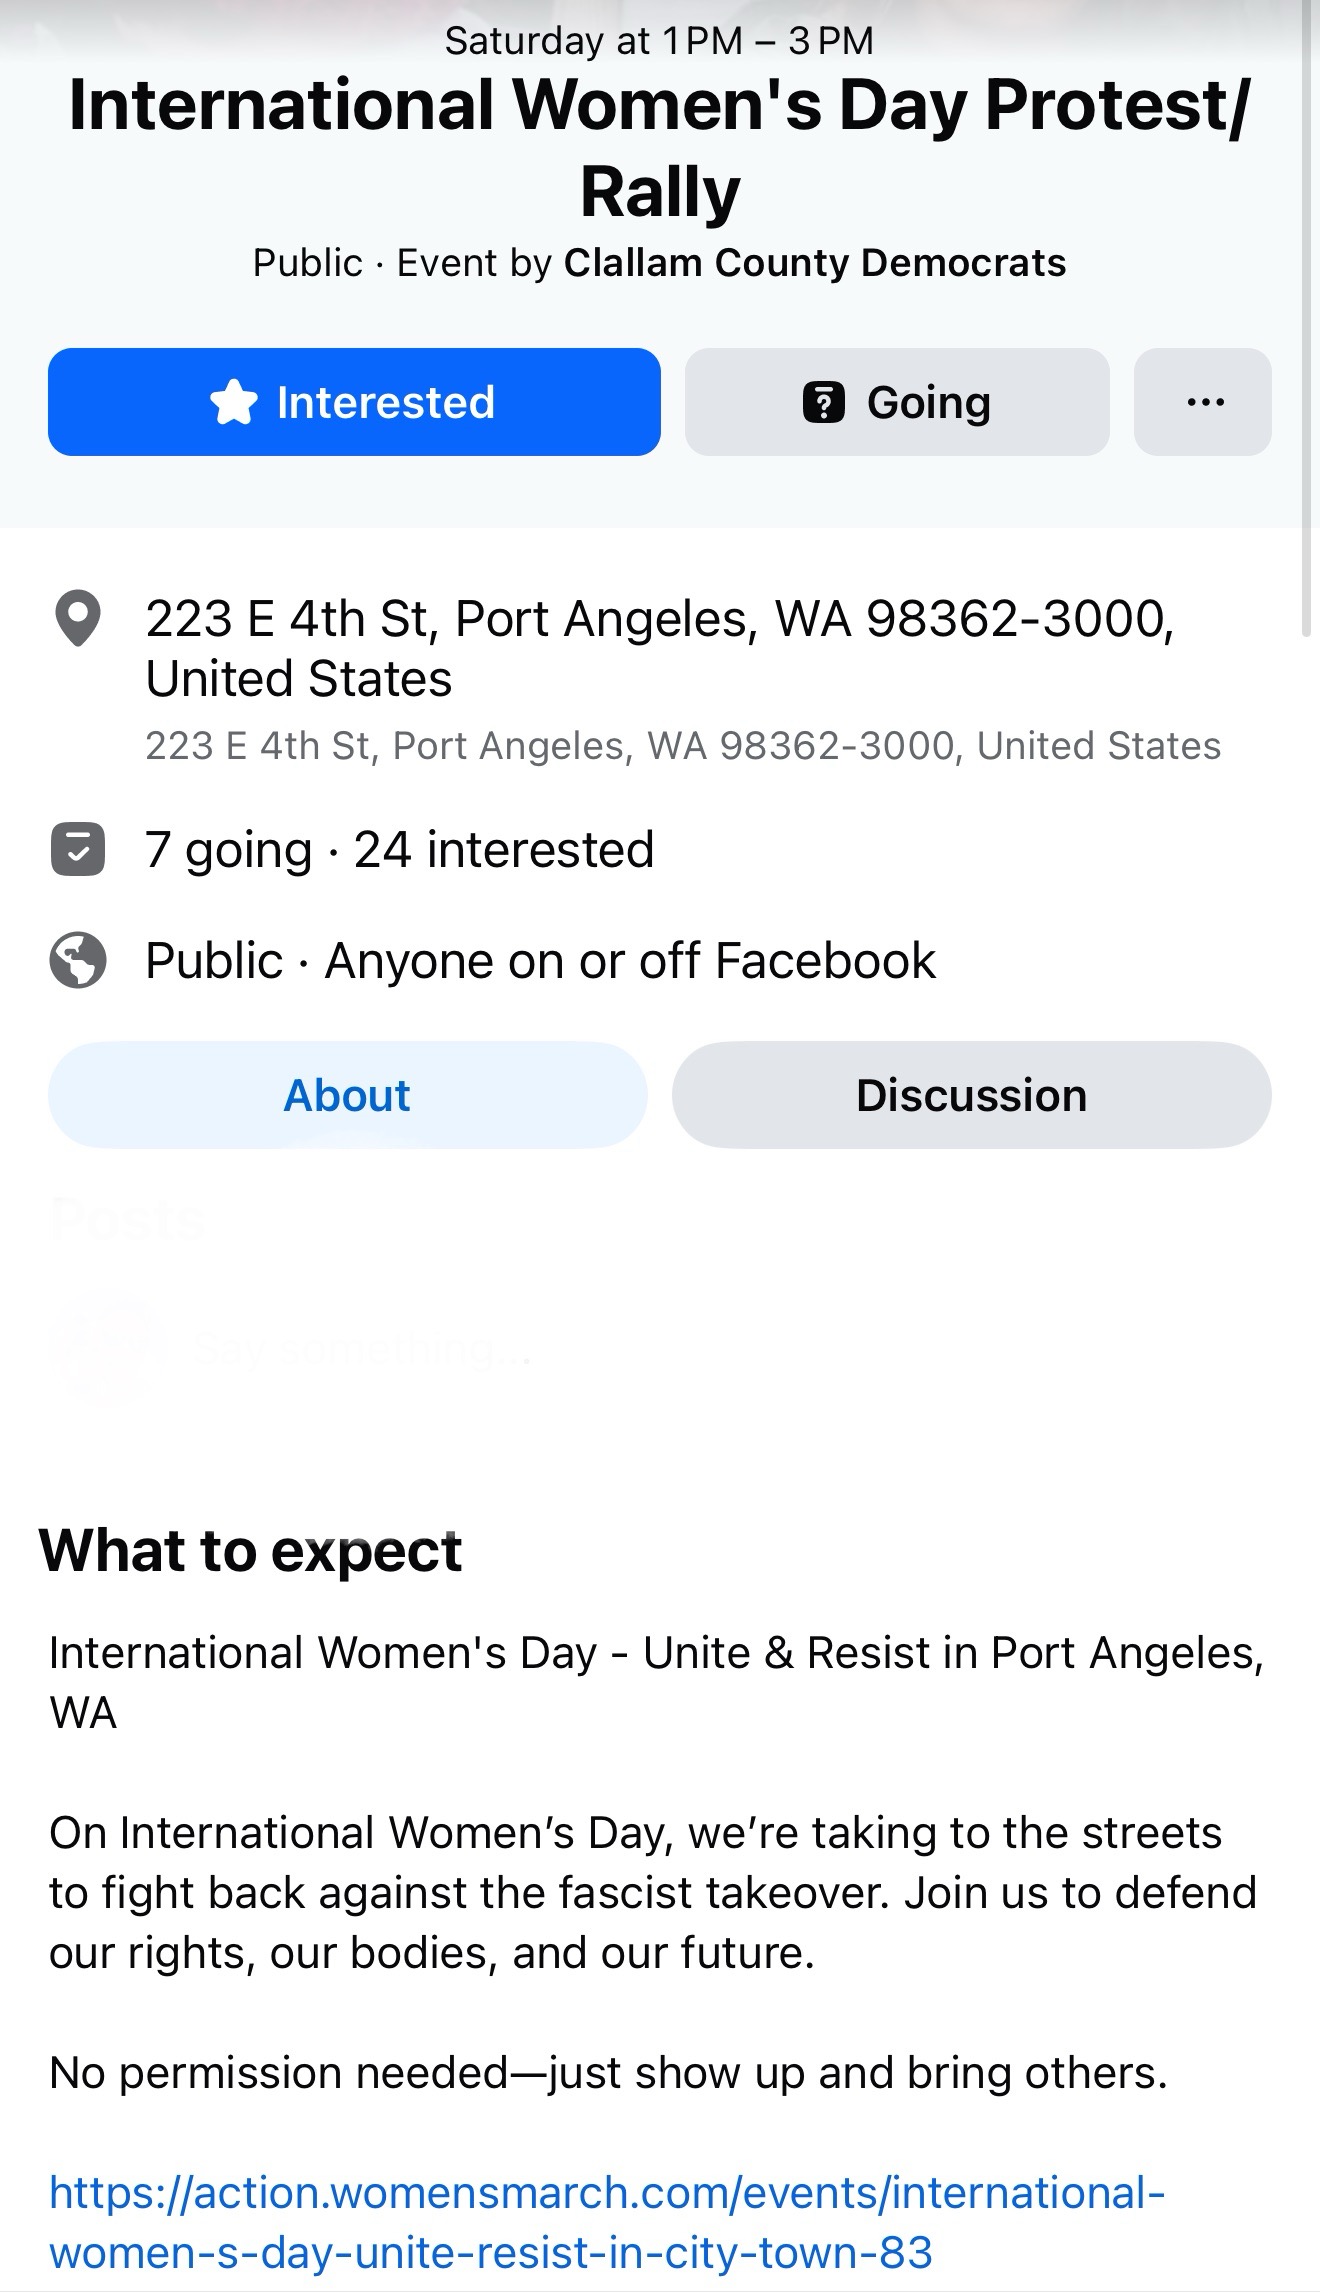 Saturday at 1 PM – 3 PM
International Women's Day Protest/
Rally
Public · Event by Clallam County Democrats
Interested
Going
223 E 4th St, Port Angeles, WA 98362-3000,
United States
223 E 4th St, Port Angeles, WA 98362-3000, United States
7 going · 24 interested
Public · Anyone on or off Facebook
About
Discussion
Posts
Say something...
What to expect
International Women's Day - Unite & Resist in Port Angeles,
WA
On International Women’s Day, we’re taking to the streets
to fight back against the fascist takeover. Join us to defend
our rights, our bodies, and our future.
No permission needed—just show up and bring others.
https://action.womensmarch.com/events/international-
women-s-day-unite-resist-in-city-town-83